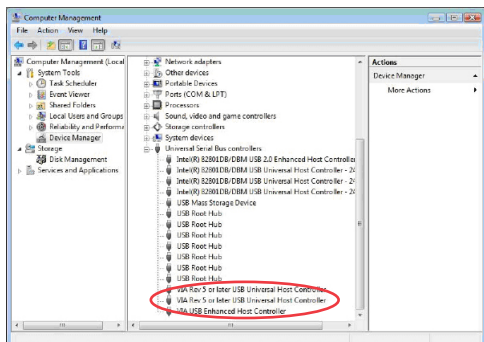 Computer Management
File Action View Help
Computer Management (Local
System Tools
Task Scheduler
Event Viewer
Shared Folders
Local Users and Groups
Reliability and Performa
Device Manager
Storage
Disk Management
Services and Applications
Network adapters
Other devices
Portable Devices
Ports (COM & LPT)
Processors
Sound, video and game controllers
Storage controllers
System devices
Universal Serial Bus controllers
Intel(R) 82801DB/DBM USB 2.0 Enhanced Host Controller
Intel(R) 82801DB/DBM USB Universal Host Controller - 24
Intel(R) 82801DB/DBM USB Universal Host Controller - 24
Intel(R) 82801DB/DBM USB Universal Host Controller - 24
USB Mass Storage Device
USB Root Hub
USB Root Hub
USB Root Hub
USB Root Hub
USB Root Hub
USB Root Hub
USB Root Hub
VIA Rev 5 or later USB Universal Host Controller
VIA Rev 5 or later USB Universal Host Controller
VIA USB Enhanced Host Controller
Actions
Device Manager
More Actions